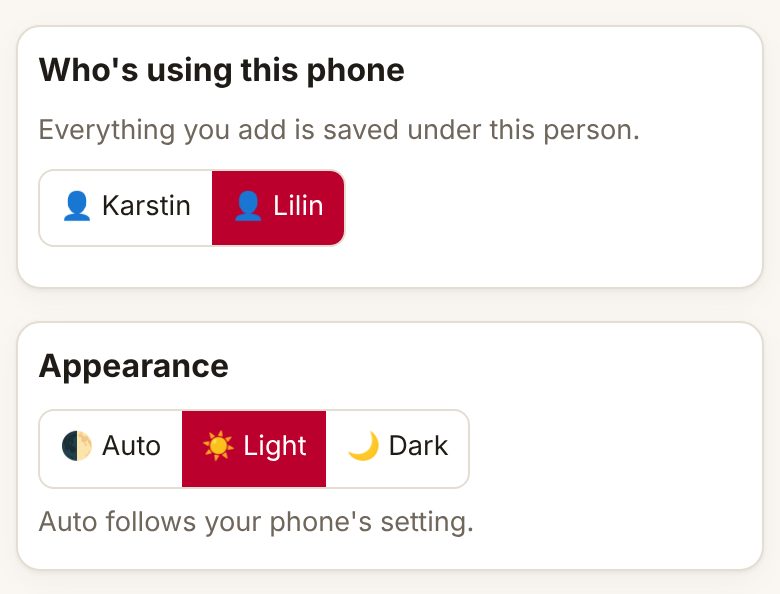 Who's using this phone
Everything you add is saved under this person.
👤 Karstin 👤 Lilin
Appearance
🌓 Auto ☀️ Light 🌙 Dark
Auto follows your phone's setting.